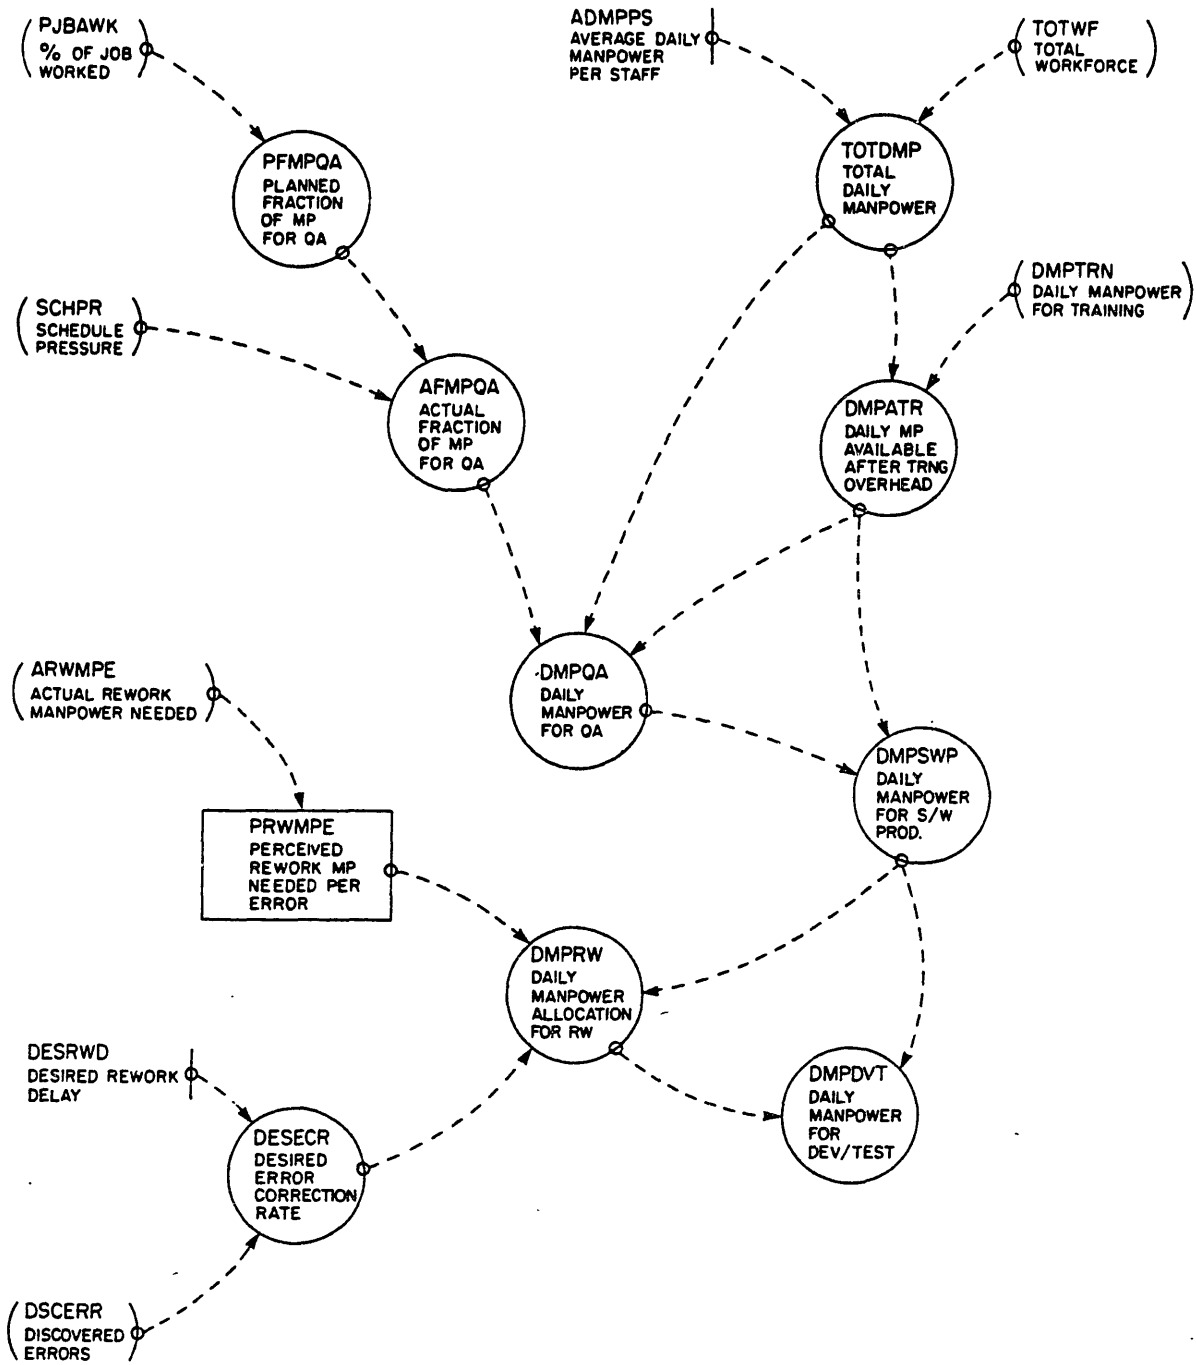 PJBAWK
% OF JOB
WORKED
ADMPPS
AVERAGE DAILY
MANPOWER
PER STAFF
TOTWF
TOTAL
WORKFORCE
PFMPQA
PLANNED
FRACTION
OF MP
FOR QA
TOTDMP
TOTAL
DAILY
MANPOWER
SCHPR
SCHEDULE
PRESSURE
DMPTRN
DAILY MANPOWER
FOR TRAINING
AFMPQA
ACTUAL
FRACTION
OF MP
FOR QA
DMPATR
DAILY MP
AVAILABLE
AFTER TRNG
OVERHEAD
ARWMPE
ACTUAL REWORK
MANPOWER NEEDED
DMPQA
DAILY
MANPOWER
FOR QA
DMPSWP
DAILY
MANPOWER
FOR S/W
PROD.
PRWMPE
PERCEIVED
REWORK MP
NEEDED PER
ERROR
DMPRW
DAILY
MANPOWER
ALLOCATION
FOR RW
DESRWD
DESIRED REWORK
DELAY
DMPDVT
DAILY
MANPOWER
FOR
DEV/TEST
DESECR
DESIRED
ERROR
CORRECTION
RATE
DSCERR
DISCOVERED
ERRORS